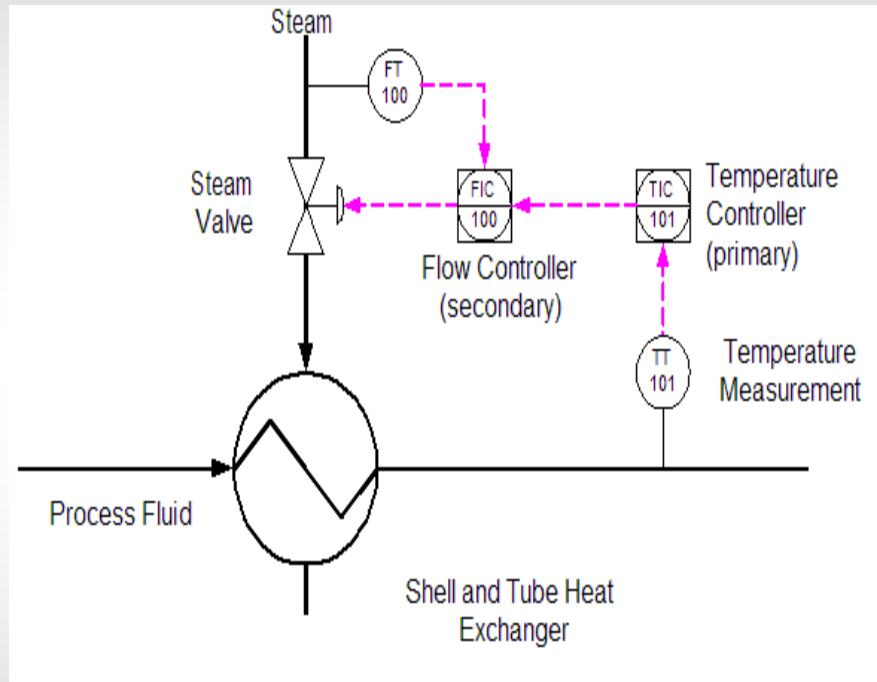 Steam
FT
100
Steam
Valve
FIC
100
TIC
101
Temperature
Controller
(primary)
Flow Controller
(secondary)
TT
101
Temperature
Measurement
Process Fluid
Shell and Tube Heat
Exchanger